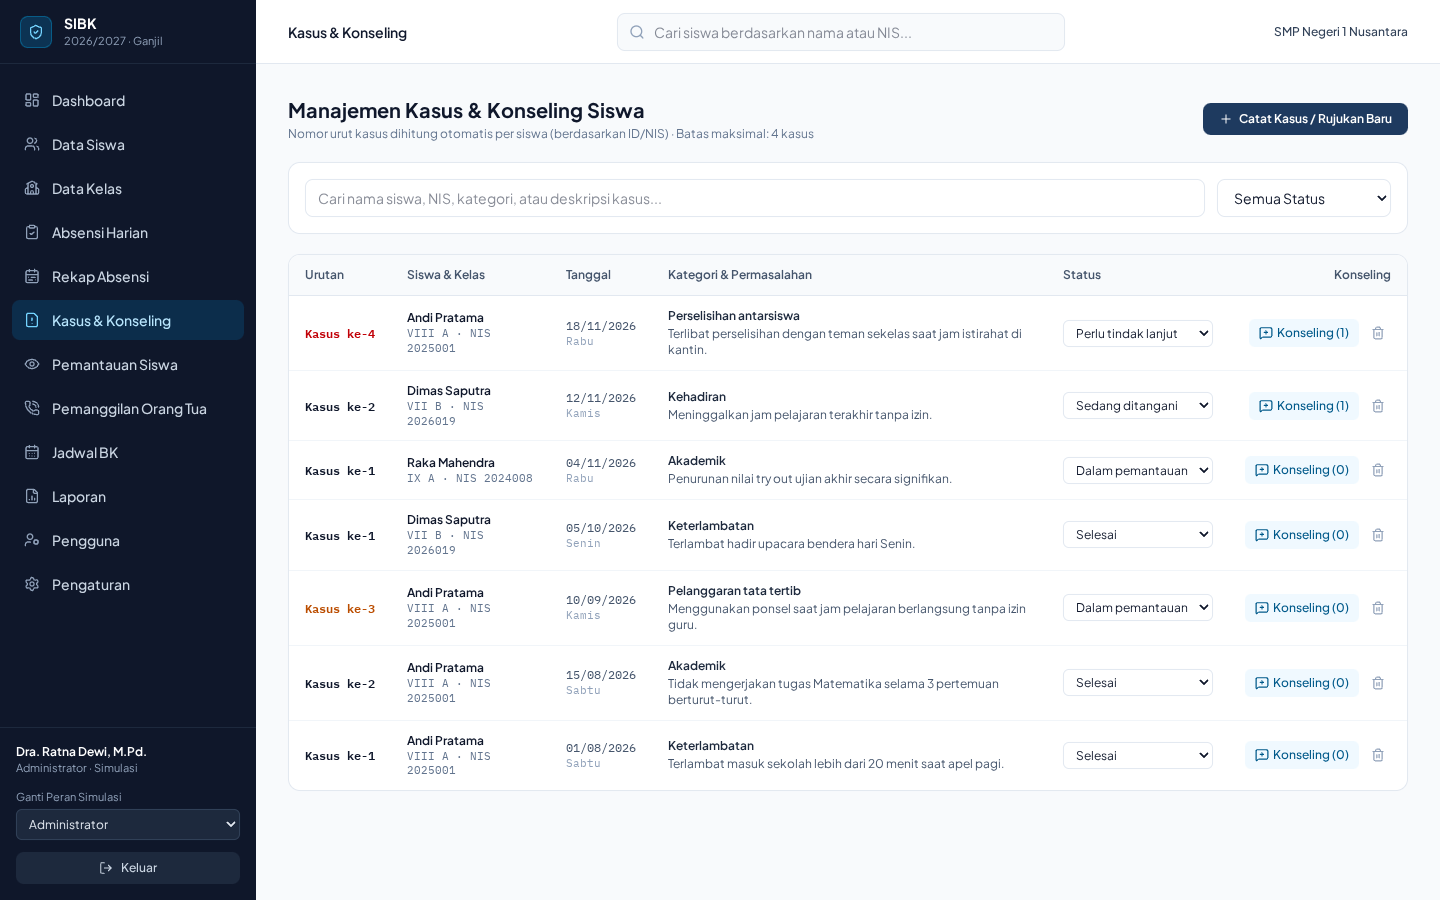 SIBK
2026/2027 · Ganjil
Kasus & Konseling
Cari siswa berdasarkan nama atau NIS...
SMP Negeri 1 Nusantara
Dashboard
Data Siswa
Data Kelas
Absensi Harian
Rekap Absensi
Kasus & Konseling
Pemantauan Siswa
Pemanggilan Orang Tua
Jadwal BK
Laporan
Pengguna
Pengaturan
Dra. Ratna Dewi, M.Pd.
Administrator · Simulasi
Ganti Peran Simulasi
Administrator
Keluar
Manajemen Kasus & Konseling Siswa
Nomor urut kasus dihitung otomatis per siswa (berdasarkan ID/NIS) · Batas maksimal: 4 kasus
Catat Kasus / Rujukan Baru
Cari nama siswa, NIS, kategori, atau deskripsi kasus...
Semua Status
Urutan Siswa & Kelas Tanggal Kategori & Permasalahan Status Konseling
Kasus ke-4
Andi Pratama
VIII A · NIS
2025001
18/11/2026
Rabu
Perselisihan antarsiswa
Terlibat perselisihan dengan teman sekelas saat jam istirahat di
kantin.
Perlu tindak lanjut
Konseling (1)
Kasus ke-2
Dimas Saputra
VII B · NIS
2026019
12/11/2026
Kamis
Kehadiran
Meninggalkan jam pelajaran terakhir tanpa izin.
Sedang ditangani
Konseling (1)
Kasus ke-1
Raka Mahendra
IX A · NIS 2024008
04/11/2026
Rabu
Akademik
Penurunan nilai try out ujian akhir secara signifikan.
Dalam pemantauan
Konseling (0)
Kasus ke-1
Dimas Saputra
VII B · NIS
2026019
05/10/2026
Senin
Keterlambatan
Terlambat hadir upacara bendera hari Senin.
Selesai
Konseling (0)
Kasus ke-3
Andi Pratama
VIII A · NIS
2025001
10/09/2026
Kamis
Pelanggaran tata tertib
Menggunakan ponsel saat jam pelajaran berlangsung tanpa izin
guru.
Dalam pemantauan
Konseling (0)
Kasus ke-2
Andi Pratama
VIII A · NIS
2025001
15/08/2026
Sabtu
Akademik
Tidak mengerjakan tugas Matematika selama 3 pertemuan
berturut-turut.
Selesai
Konseling (0)
Kasus ke-1
Andi Pratama
VIII A · NIS
2025001
01/08/2026
Sabtu
Keterlambatan
Terlambat masuk sekolah lebih dari 20 menit saat apel pagi.
Selesai
Konseling (0)